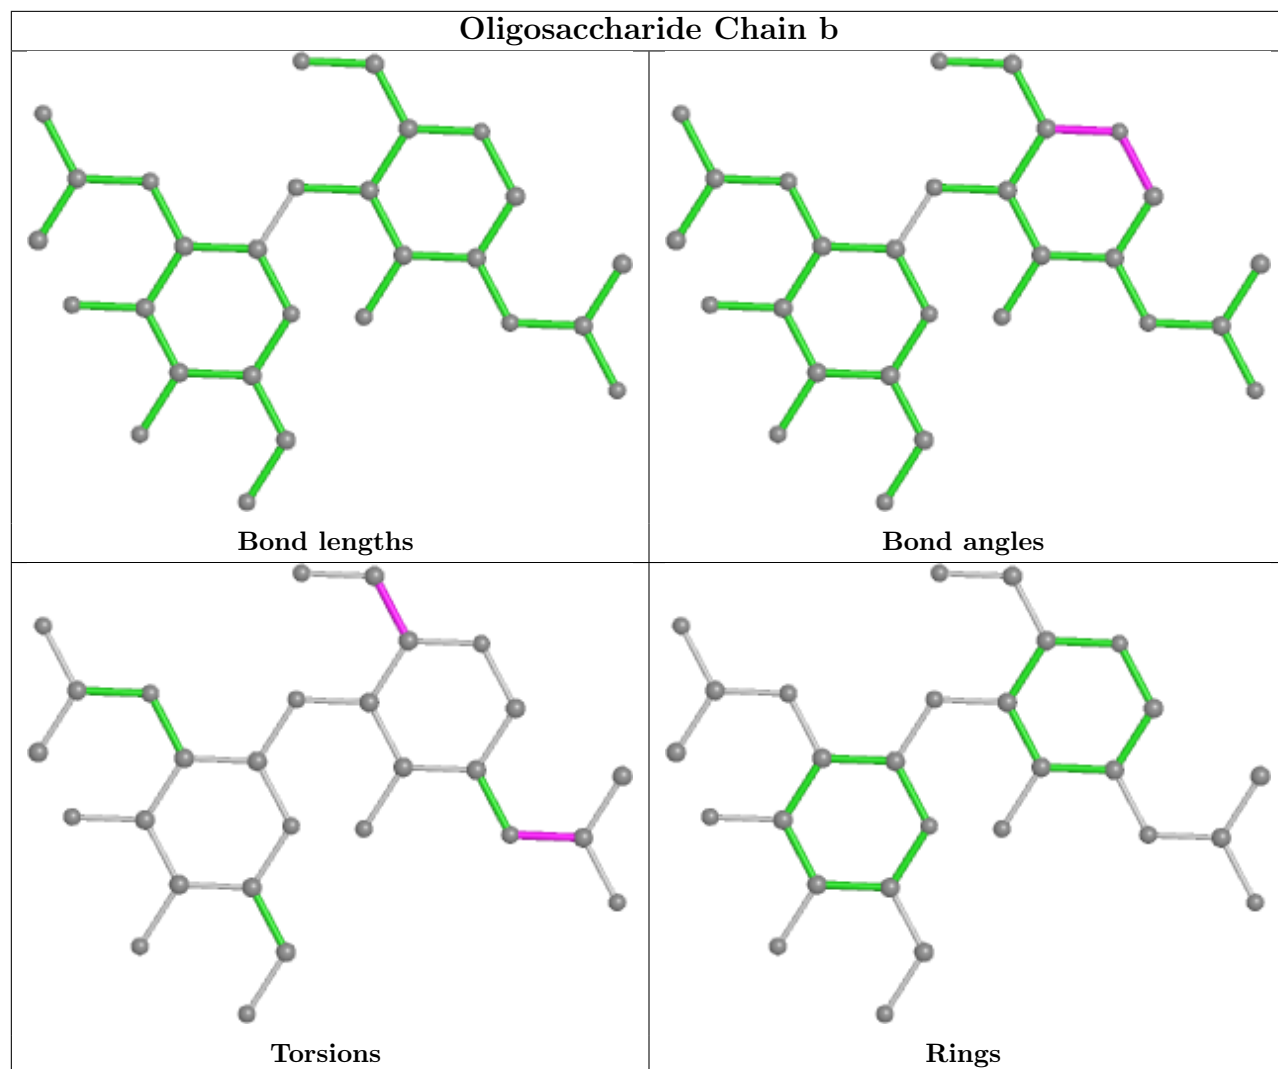 Oligosaccharide Chain b
Bond lengths
Bond angles
Torsions
Rings